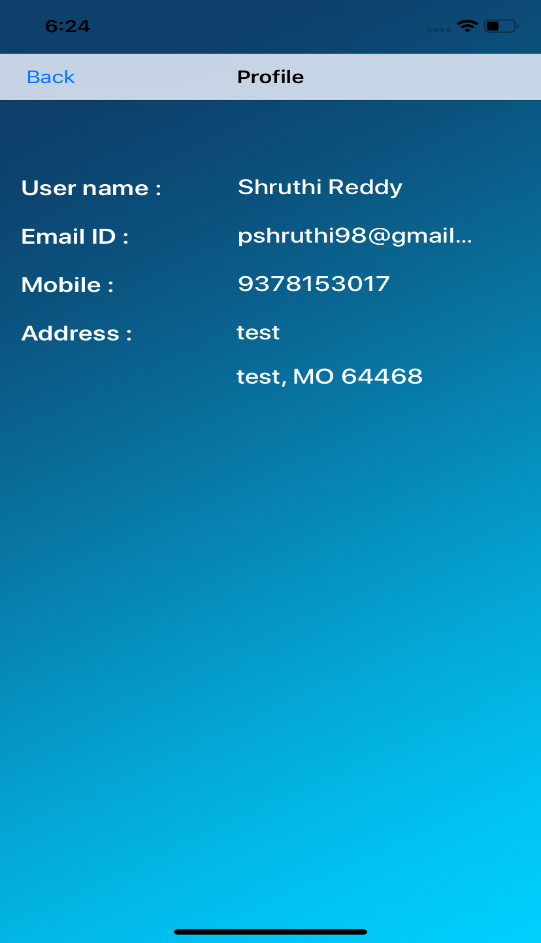 6:24
Back Profile
User name : Shruthi Reddy
Email ID : pshruthi98@gmail...
Mobile : 9378153017
Address : test
test, MO 64468